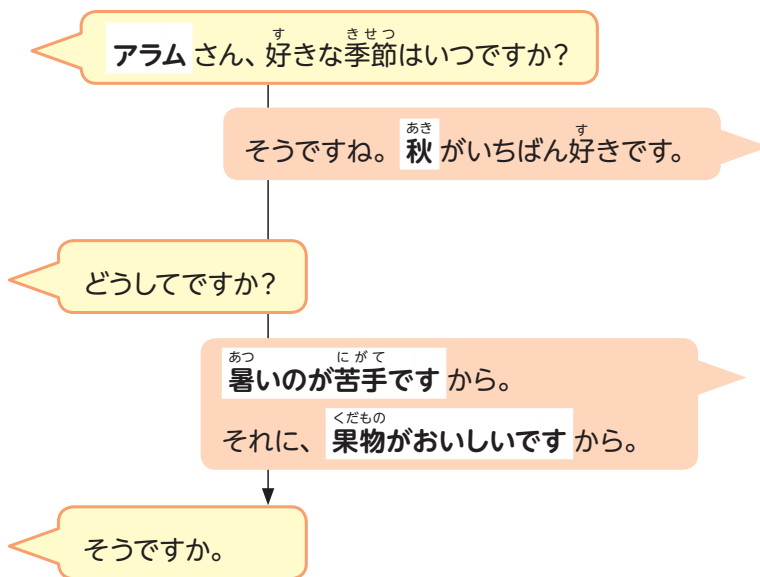 す きせつ
アラムさん、好きな季節はいつですか？
あき す
そうですね。秋がいちばん好きです。
どうしてですか？
あつ にがて
暑いのが苦手ですから。
くだもの
それに、果物がおいしいですから。
そうですか。